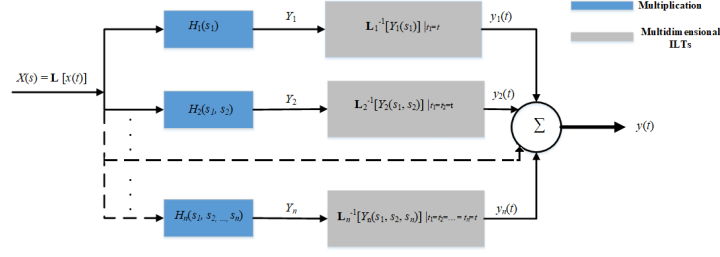 H₁(s₁) Y₁ L₁⁻¹[Y₁(s₁)] |ₜ₁₌ₜ y₁(t)
Multiplication
Multidimensional
ILTs
X(s) = L [x(t)]
H₂(s₁, s₂) Y₂ L₂⁻¹[Y₂(s₁, s₂)] |ₜ₁₌ₜ₂₌ₜ y₂(t)
Σ
y(t)
Hₙ(s₁, s₂, ..., sₙ) Yₙ Lₙ⁻¹[Yₙ(s₁, s₂, sₙ)] |ₜ₁₌ₜ₂₌...₌ ₜₙ₌ₜ yₙ(t)